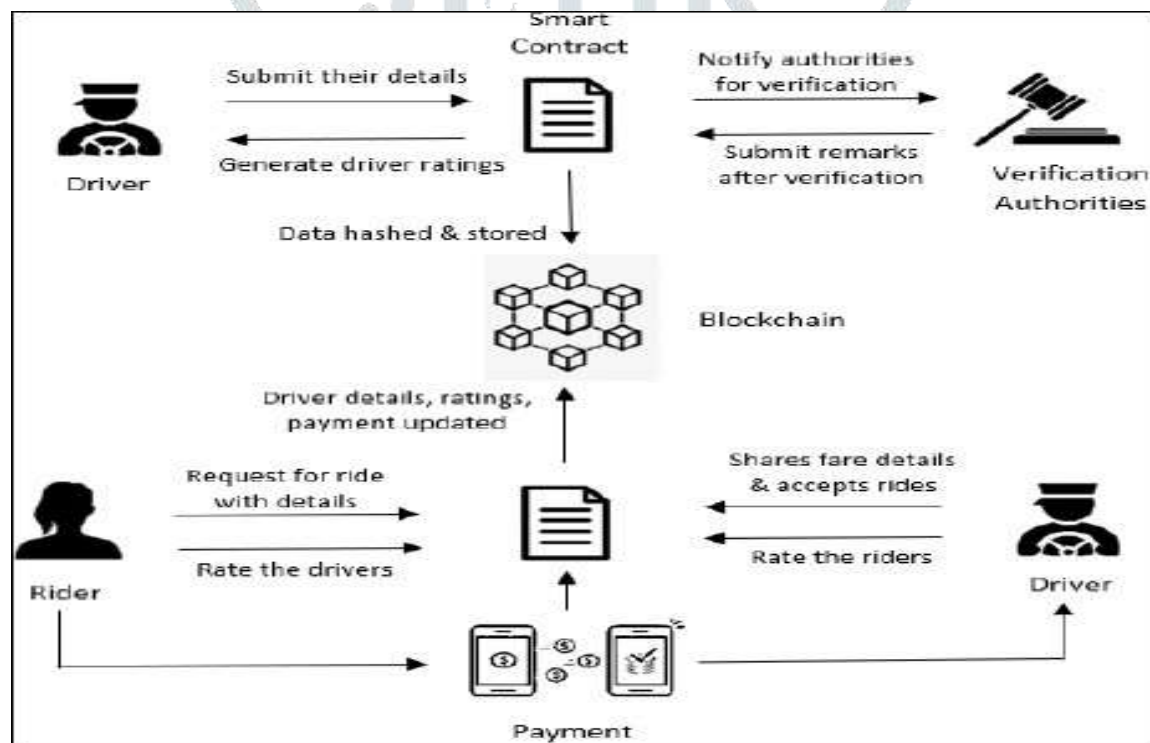 Smart
Contract
Submit their details
Notify authorities
for verification
Generate driver ratings
Submit remarks
after verification
Driver
Verification
Authorities
Data hashed & stored
Blockchain
Driver details, ratings,
payment updated
Request for ride
with details
Shares fare details
& accepts rides
Rate the drivers
Rate the riders
Rider
Driver
Payment